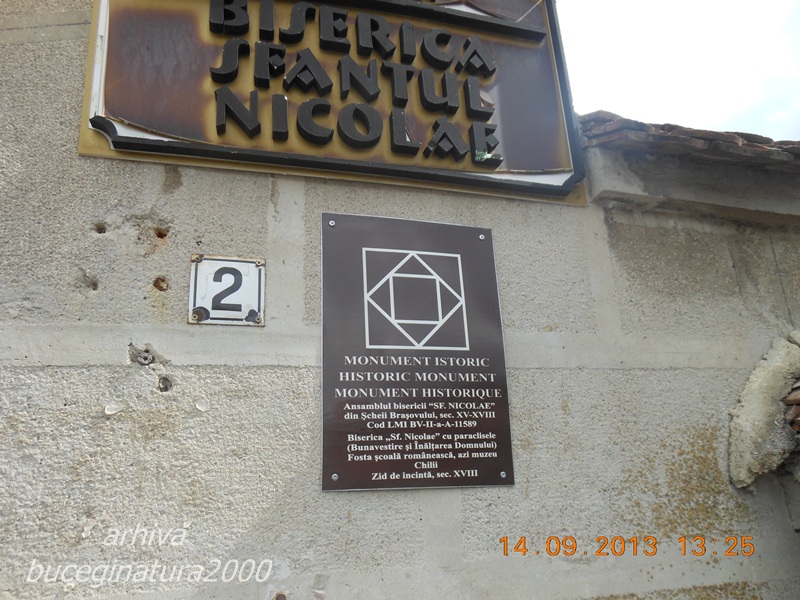 BISERICA
SFÂNTUL
NICOLAE
2
MONUMENT ISTORIC
HISTORIC MONUMENT
MONUMENT HISTORIQUE
Ansamblul bisericii "SF. NICOLAE"
din Șcheii Brașovului, sec. XV-XVIII
Cod LMI BV-II-a-A-11589
Biserica „Sf. Nicolae" cu paraclisele
(Bunavestire și Înălțarea Domnului)
Fosta școală românească, azi muzeu
Chilii
Zid de incintă, sec. XVIII
14.09.2013 13:25
arhiva
buceginatura2000